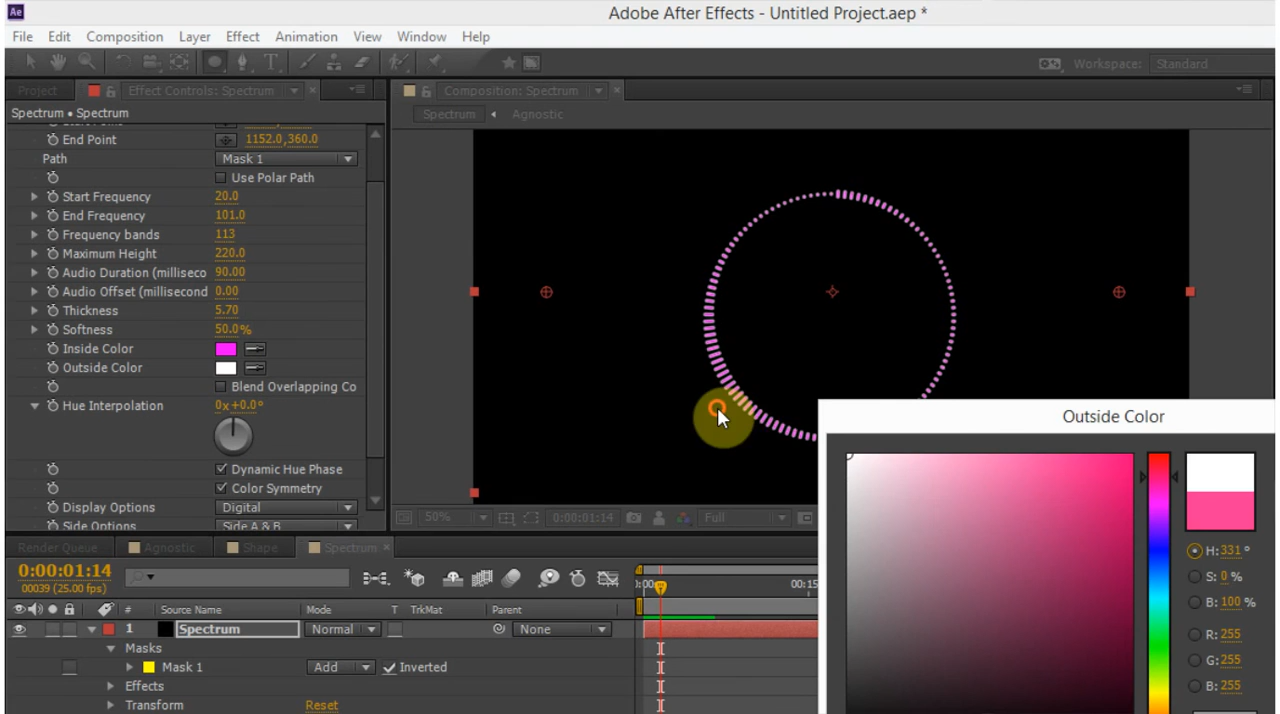 Ae
Adobe After Effects - Untitled Project.aep *
File Edit Composition Layer Effect Animation View Window Help
T
Workspace: Standard
Project
Effect Controls: Spectrum
Composition: Spectrum
Spectrum • Spectrum
Spectrum Agnostic
End Point 1152.0,360.0
Path Mask 1
Use Polar Path
Start Frequency 20.0
End Frequency 101.0
Frequency bands 113
Maximum Height 220.0
Audio Duration (milliseco 90.00
Audio Offset (millisecond 0.00
Thickness 5.70
Softness 50.0%
Inside Color
Outside Color
Blend Overlapping Co
Hue Interpolation 0x+0.0°
Dynamic Hue Phase
Color Symmetry
Display Options Digital
Side Options Side A & B
50% 0:00:01:14 Full
Outside Color
H: 331 °
S: 0 %
B: 100 %
R: 255
G: 255
B: 255
Render Queue Agnostic Shape Spectrum
0:00:01:14
00039 (25.00 fps)
# Source Name Mode T TrkMat Parent
1 Spectrum Normal None
Masks
Mask 1 Add Inverted
Effects
Transform Reset